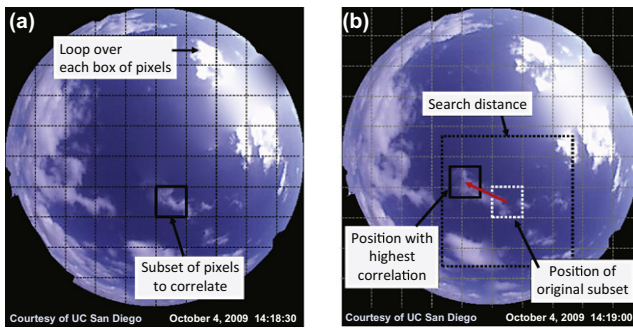 (a)
Loop over
each box of pixels
Subset of pixels
to correlate
Courtesy of UC San Diego
October 4, 2009 14:18:30
(b)
Search distance
Position with
highest
correlation
Position of
original subset
Courtesy of UC San Diego
October 4, 2009 14:19:00